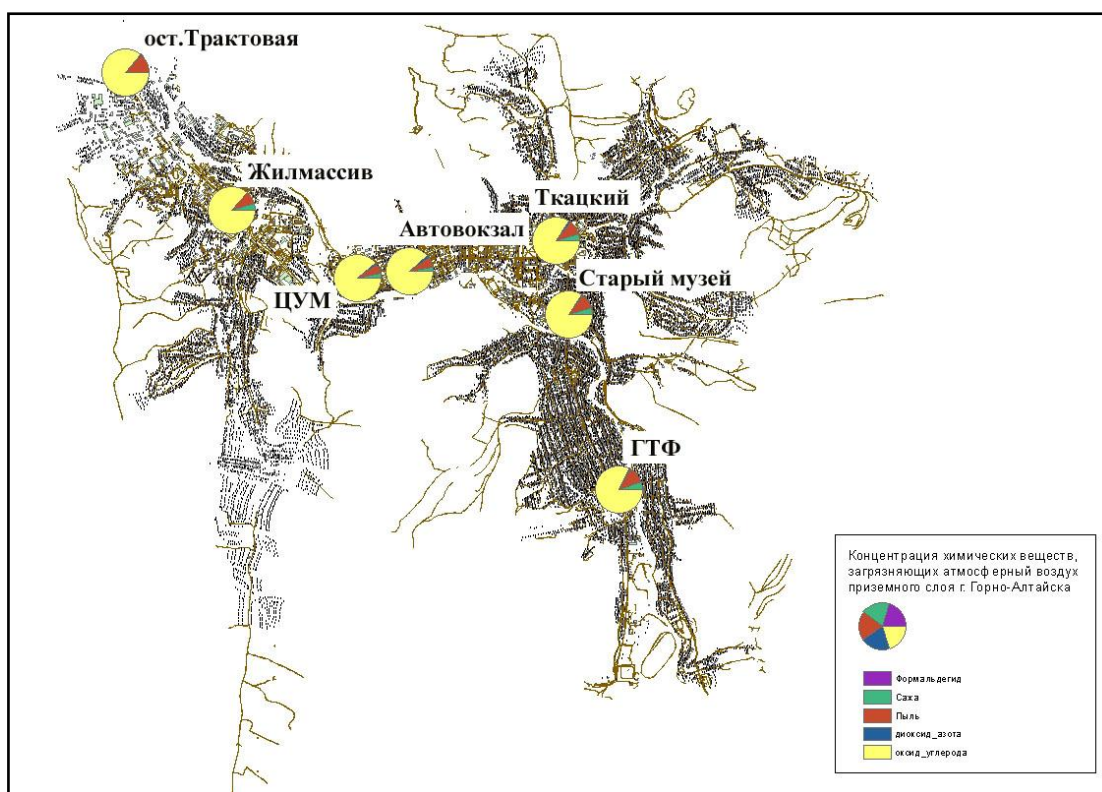 ост.Трактовая
Жилмассив
Ткацкий
Автовокзал
Старый музей
ЦУМ
ГТФ
Концентрация химических веществ,
загрязняющих атмосферный воздух
приземного слоя г. Горно-Алтайска
Формальдегид
Сажа
Пыль
диоксид_азота
оксид_углерода